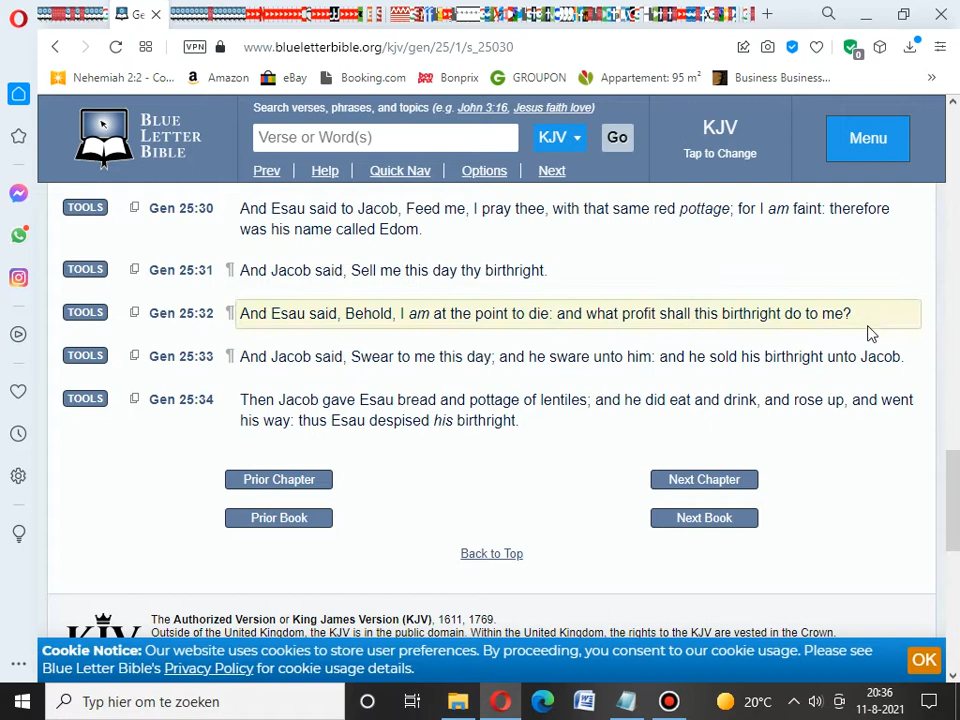 Ge
www.blueletterbible.org/kjv/gen/25/1/s_25030
VPN
0
Nehemiah 2:2 - Co...
Amazon
eBay
Booking.com
Bonprix
GROUPON
Appartement: 95 m²
Business Business...
BLUE
LETTER
BIBLE
Search verses, phrases, and topics (e.g. John 3:16, Jesus faith love)
Verse or Word(s)
KJV
Go
Prev | Help | Quick Nav | Options | Next
KJV
Tap to Change
Menu
TOOLS Gen 25:30 And Esau said to Jacob, Feed me, I pray thee, with that same red pottage; for I am faint: therefore
was his name called Edom.
TOOLS Gen 25:31 ¶ And Jacob said, Sell me this day thy birthright.
TOOLS Gen 25:32 ¶ And Esau said, Behold, I am at the point to die: and what profit shall this birthright do to me?
TOOLS Gen 25:33 ¶ And Jacob said, Swear to me this day; and he sware unto him: and he sold his birthright unto Jacob.
TOOLS Gen 25:34 Then Jacob gave Esau bread and pottage of lentiles; and he did eat and drink, and rose up, and went
his way: thus Esau despised his birthright.
Prior Chapter
Next Chapter
Prior Book
Next Book
Back to Top
KJV
The Authorized Version or King James Version (KJV), 1611, 1769.
Outside of the United Kingdom, the KJV is in the public domain. Within the United Kingdom, the rights to the KJV are vested in the Crown.
Cookie Notice: Our website uses cookies to store user preferences. By proceeding, you consent to our cookie usage. Please see
Blue Letter Bible's Privacy Policy for cookie usage details.
OK
Typ hier om te zoeken
20°C
20:36
11-8-2021